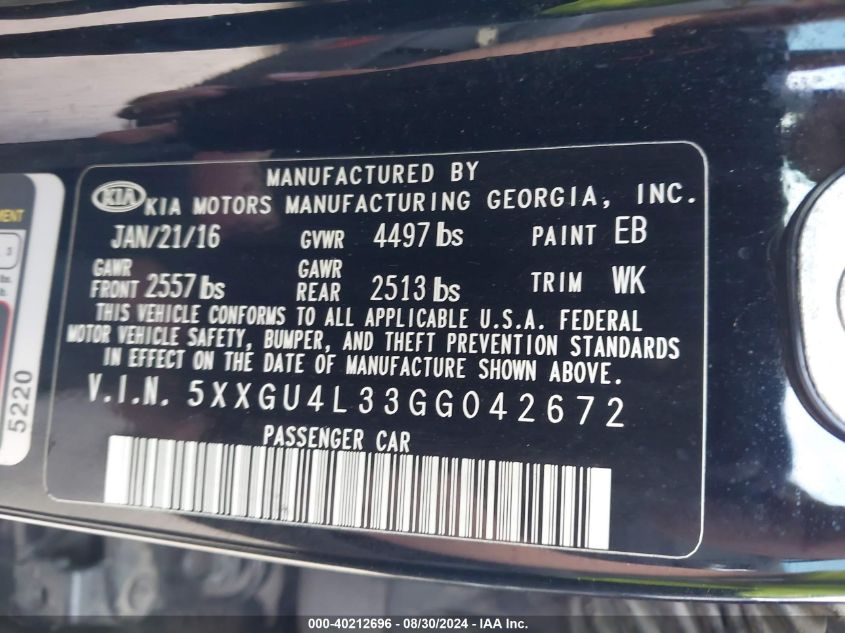 MANUFACTURED BY
KIA KIA MOTORS MANUFACTURING GEORGIA, INC.
JAN/21/16 GVWR 4497 lbs PAINT EB
GAWR FRONT 2557 lbs GAWR REAR 2513 lbs TRIM WK
THIS VEHICLE CONFORMS TO ALL APPLICABLE U.S.A. FEDERAL
MOTOR VEHICLE SAFETY, BUMPER, AND THEFT PREVENTION STANDARDS
IN EFFECT ON THE DATE OF MANUFACTURE SHOWN ABOVE.
V.I.N. 5XXGU4L33GG042672
PASSENGER CAR
5220
000-40212696 - 08/30/2024 - IAAI.com